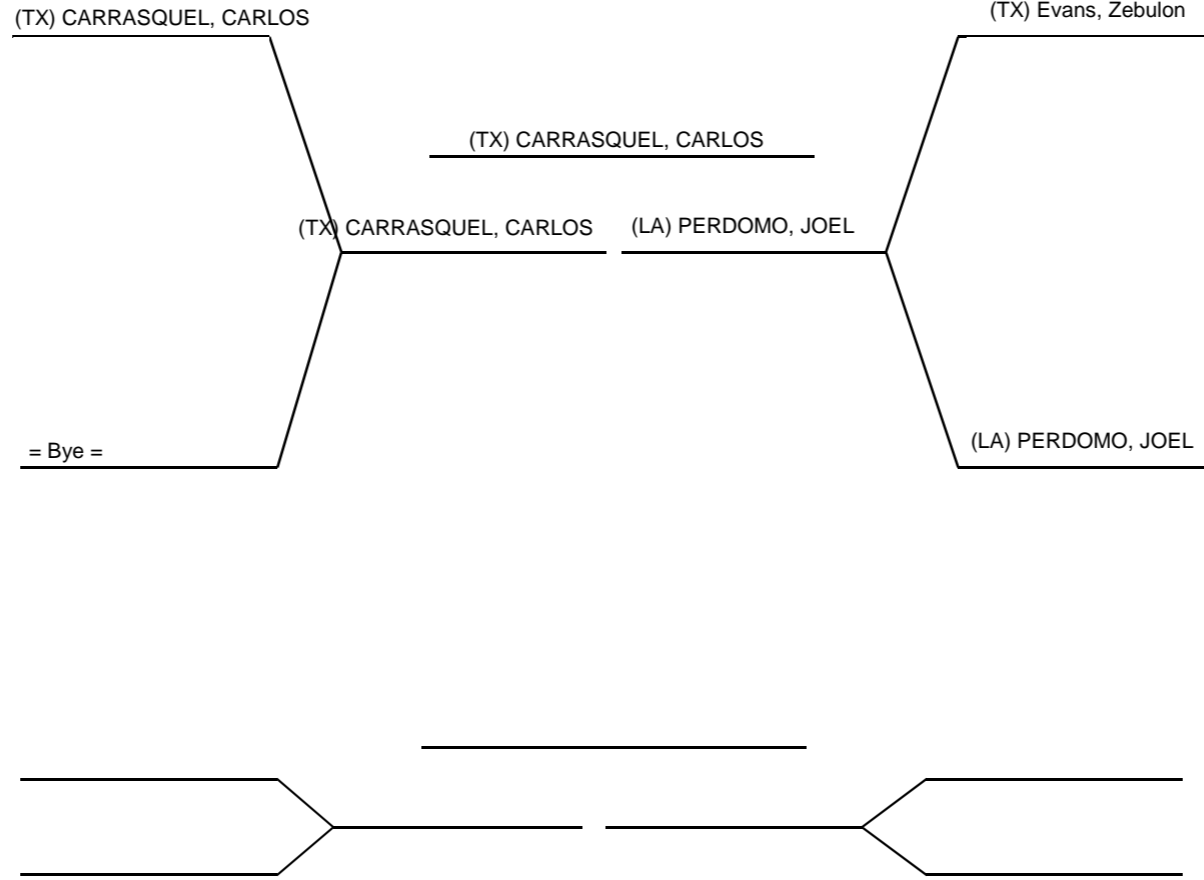 (TX) CARRASQUEL, CARLOS
(TX) Evans, Zebulon
(TX) CARRASQUEL, CARLOS
(TX) CARRASQUEL, CARLOS
(LA) PERDOMO, JOEL
= Bye =
(LA) PERDOMO, JOEL